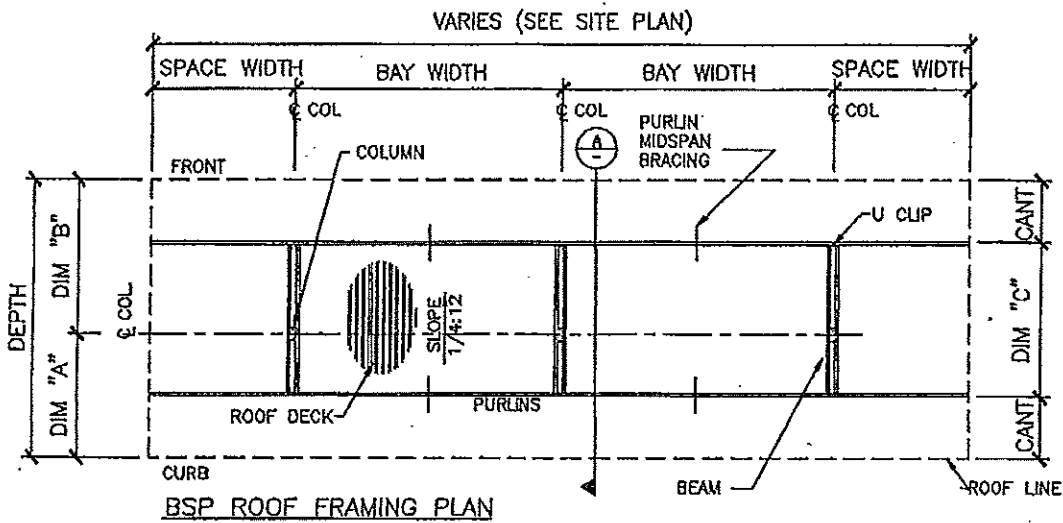 VARIES (SEE SITE PLAN)
SPACE WIDTH
BAY WIDTH
BAY WIDTH
SPACE WIDTH
℄ COL
℄ COL
℄ COL
A
-
PURLIN
MIDSPAN
BRACING
COLUMN
FRONT
U CLIP
CANT
DIM "B"
DEPTH
℄ COL
SLOPE
1/4:12
DIM "C"
DIM "A"
ROOF DECK
PURLINS
CANT
CURB
BEAM
ROOF LINE
BSP ROOF FRAMING PLAN